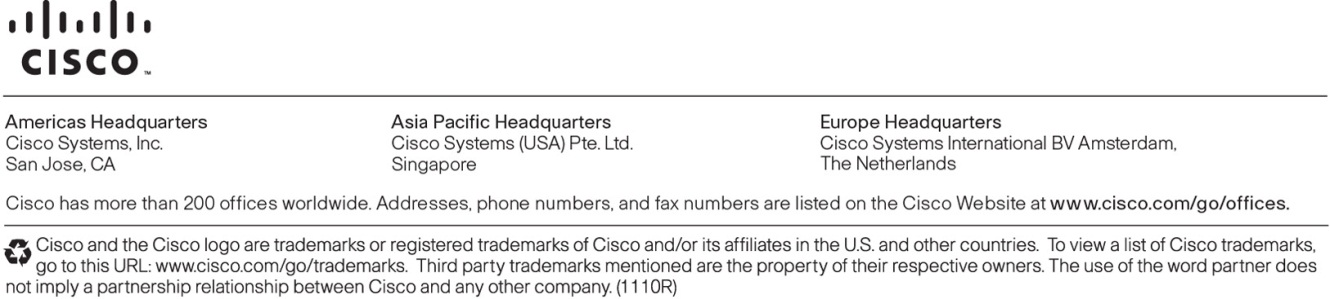 CISCO™
Americas Headquarters
Cisco Systems, Inc.
San Jose, CA
Asia Pacific Headquarters
Cisco Systems (USA) Pte. Ltd.
Singapore
Europe Headquarters
Cisco Systems International BV Amsterdam,
The Netherlands
Cisco has more than 200 offices worldwide. Addresses, phone numbers, and fax numbers are listed on the Cisco Website at www.cisco.com/go/offices.
Cisco and the Cisco logo are trademarks or registered trademarks of Cisco and/or its affiliates in the U.S. and other countries. To view a list of Cisco trademarks,
go to this URL: www.cisco.com/go/trademarks. Third party trademarks mentioned are the property of their respective owners. The use of the word partner does
not imply a partnership relationship between Cisco and any other company. (1110R)